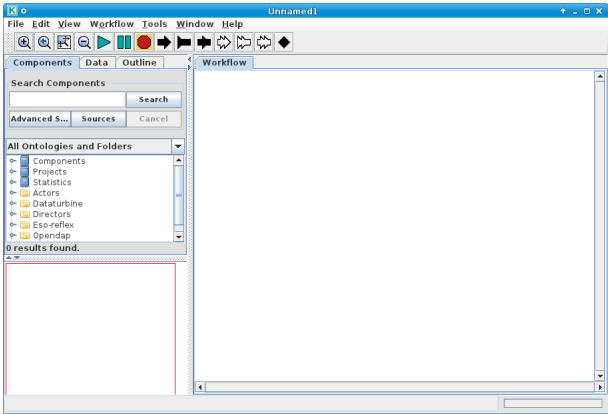 Unnamed1
File Edit View Workflow Tools Window Help
Components Data Outline
Workflow
Search Components
Search
Advanced S... Sources Cancel
All Ontologies and Folders
Components
Projects
Statistics
Actors
Dataturbine
Directors
Eso-reflex
Opendap
0 results found.